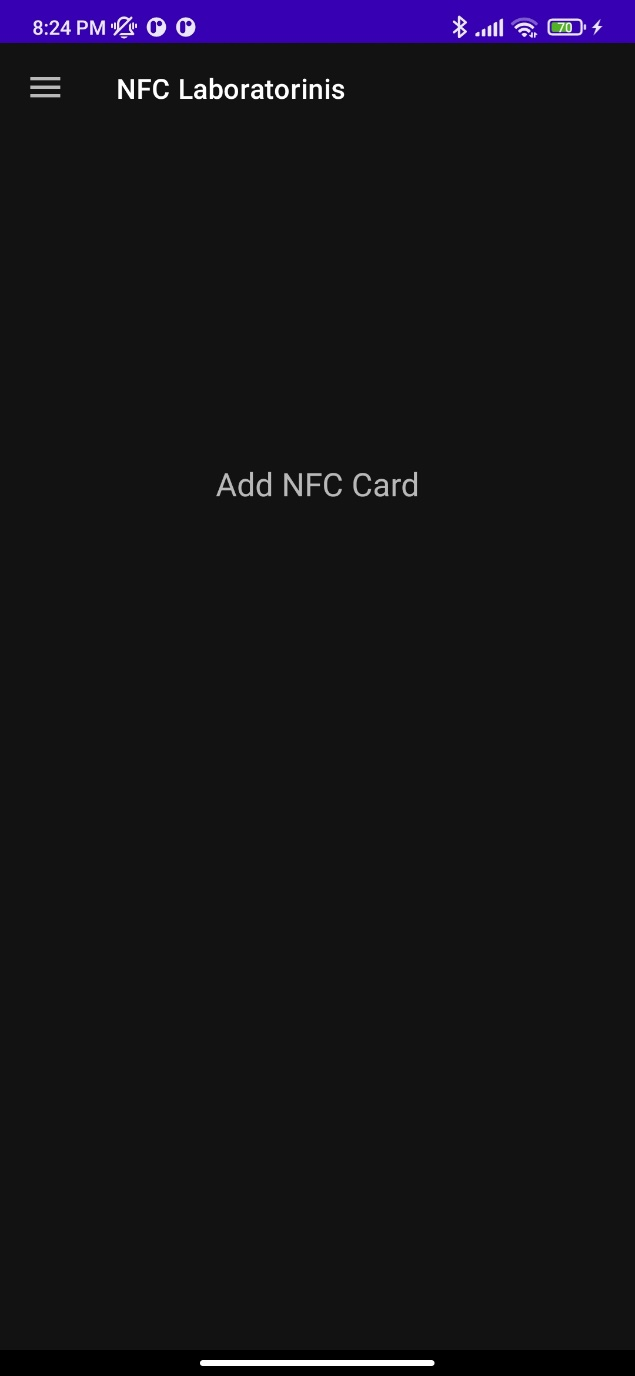 8:24 PM 70
NFC Laboratorinis
Add NFC Card